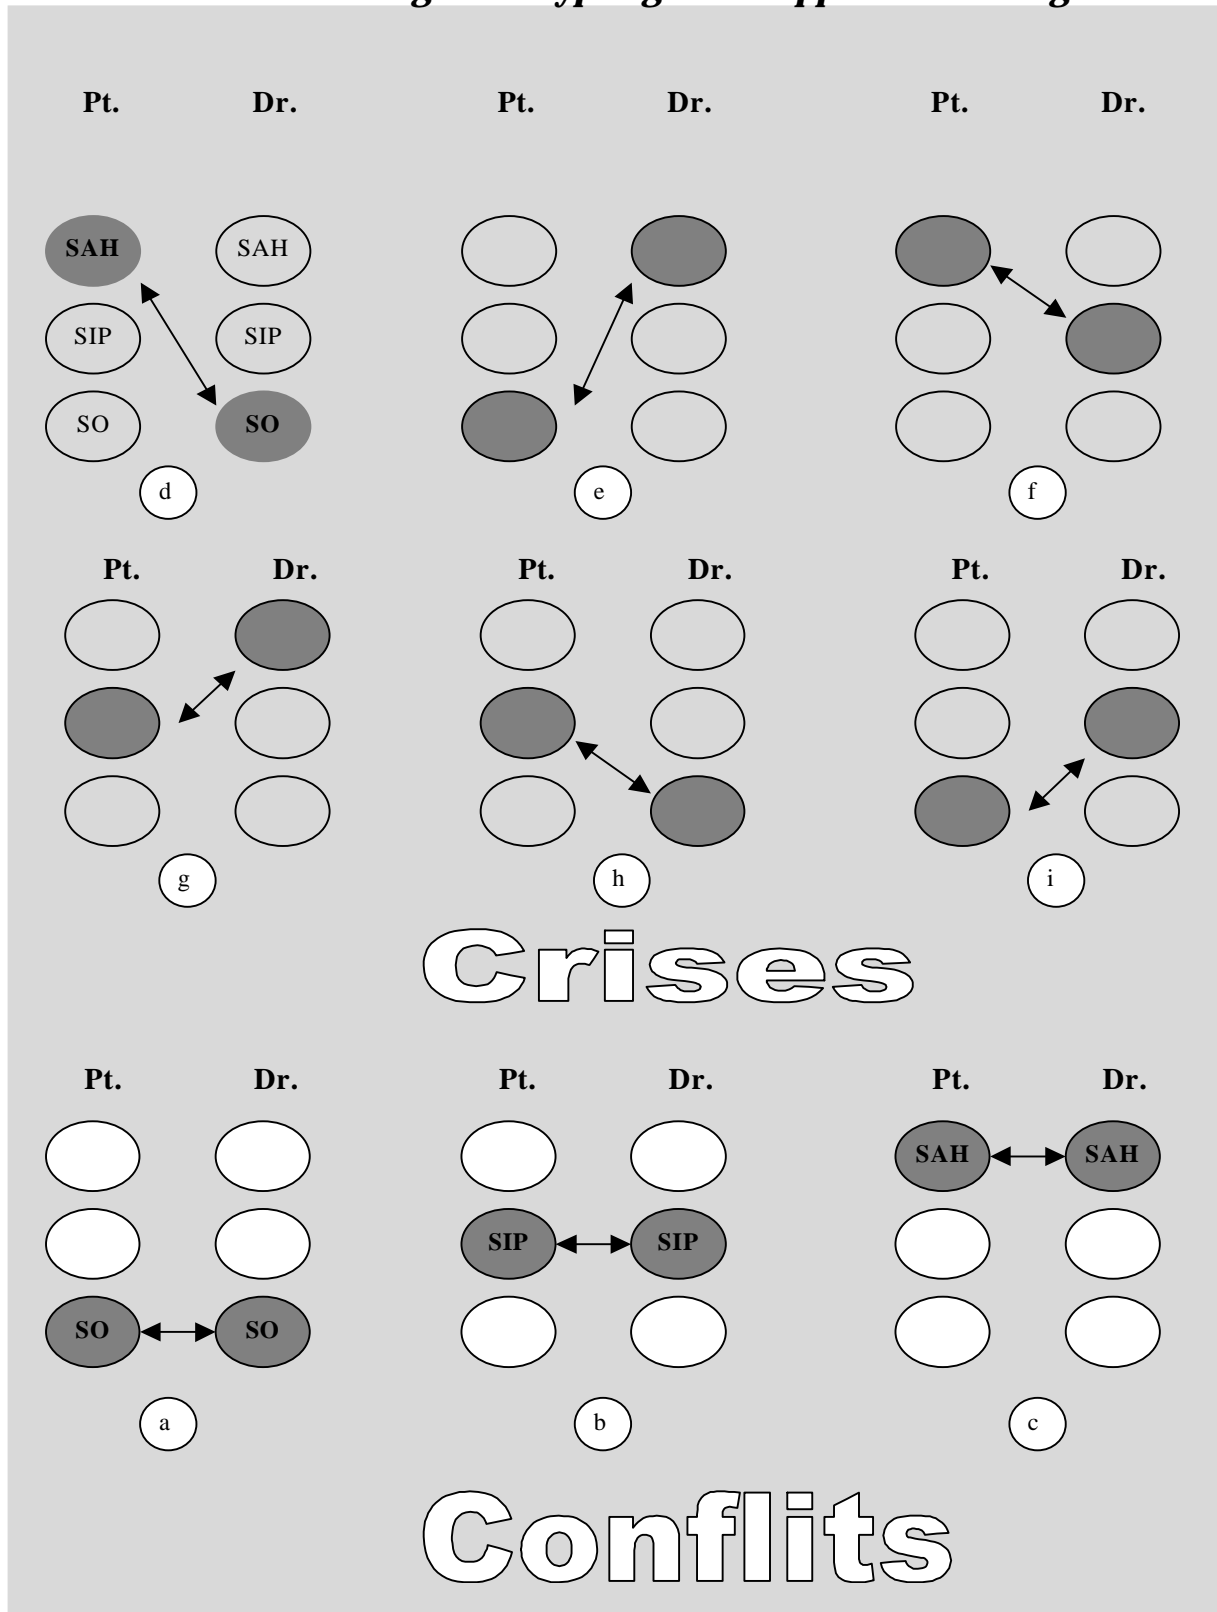 Pt. Dr. Pt. Dr. Pt. Dr.
SAH SAH
SIP SIP
SO SO
d e f
Pt. Dr. Pt. Dr. Pt. Dr.
g h i
Crises
Pt. Dr. Pt. Dr. Pt. Dr.
SAH SAH
SIP SIP
SO SO
a b c
Conflits